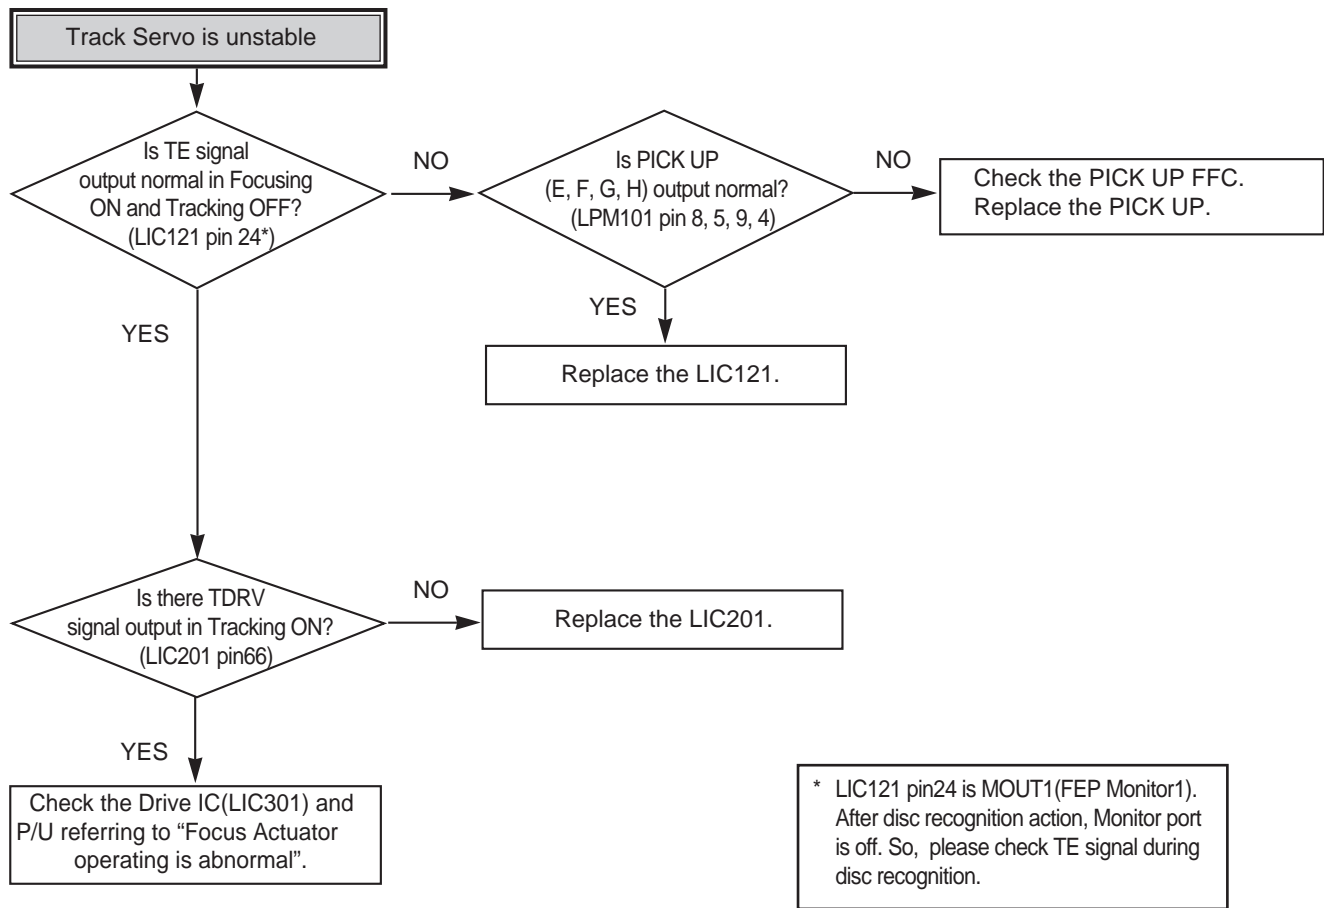 Track Servo is unstable
Is TE signal
output normal in Focusing
ON and Tracking OFF?
(LIC121 pin 24*)
NO
Is PICK UP
(E, F, G, H) output normal?
(LPM101 pin 8, 5, 9, 4)
NO
Check the PICK UP FFC.
Replace the PICK UP.
YES
Replace the LIC121.
YES
Is there TDRV
signal output in Tracking ON?
(LIC201 pin66)
NO
Replace the LIC201.
YES
Check the Drive IC(LIC301) and
P/U referring to “Focus Actuator
operating is abnormal”.
* LIC121 pin24 is MOUT1(FEP Monitor1).
After disc recognition action, Monitor port
is off. So, please check TE signal during
disc recognition.